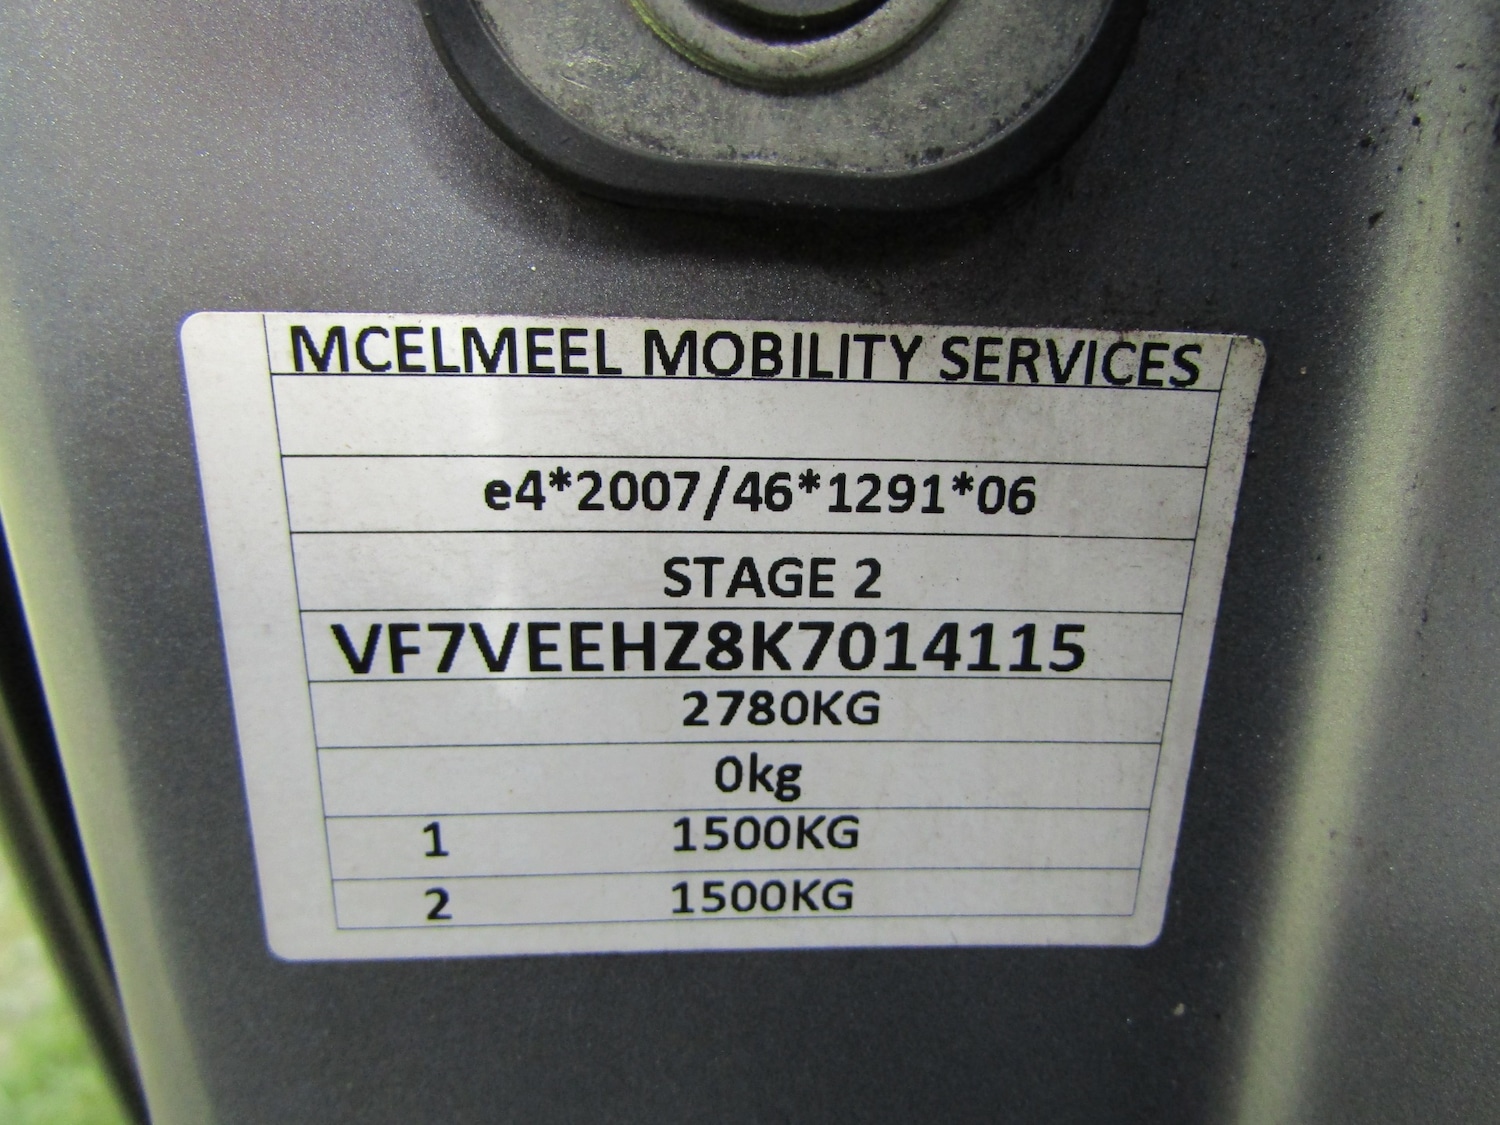 MCELMEEL MOBILITY SERVICES
e4*2007/46*1291*06
STAGE 2
VF7VEEHZ8K7014115
2780KG
0kg
1 1500KG
2 1500KG